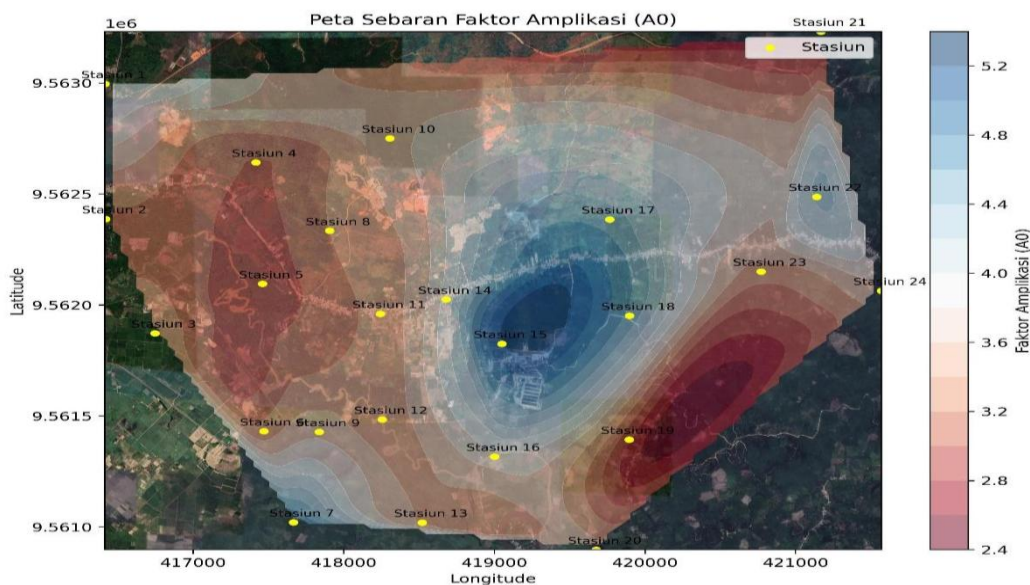 Peta Sebaran Faktor Amplikasi (A0)
1e6
Stasiun 21
Stasiun
Stasiun 1
Stasiun 10
Stasiun 4
Stasiun 22
Stasiun 2
Stasiun 17
Stasiun 8
Stasiun 23
Stasiun 5
Stasiun 24
Stasiun 14
Stasiun 11
Stasiun 18
Stasiun 3
Stasiun 15
Stasiun 12
Stasiun 6
Stasiun 9
Stasiun 19
Stasiun 16
Stasiun 7
Stasiun 13
Stasiun 20
9.5630
9.5625
9.5620
9.5615
9.5610
Latitude
417000 418000 419000 420000 421000
Longitude
5.2
4.8
4.4
4.0
3.6
3.2
2.8
2.4
Faktor Amplikasi (A0)